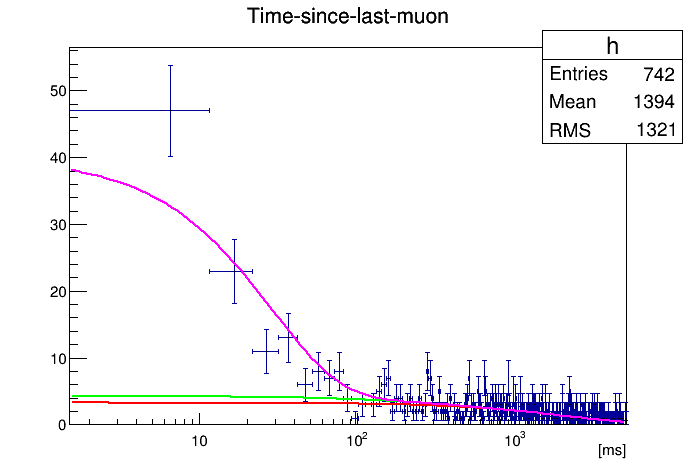 Time-since-last-muon
h
Entries 742
Mean 1394
RMS 1321
50
40
30
20
10
0
10 10² 10³
[ms]